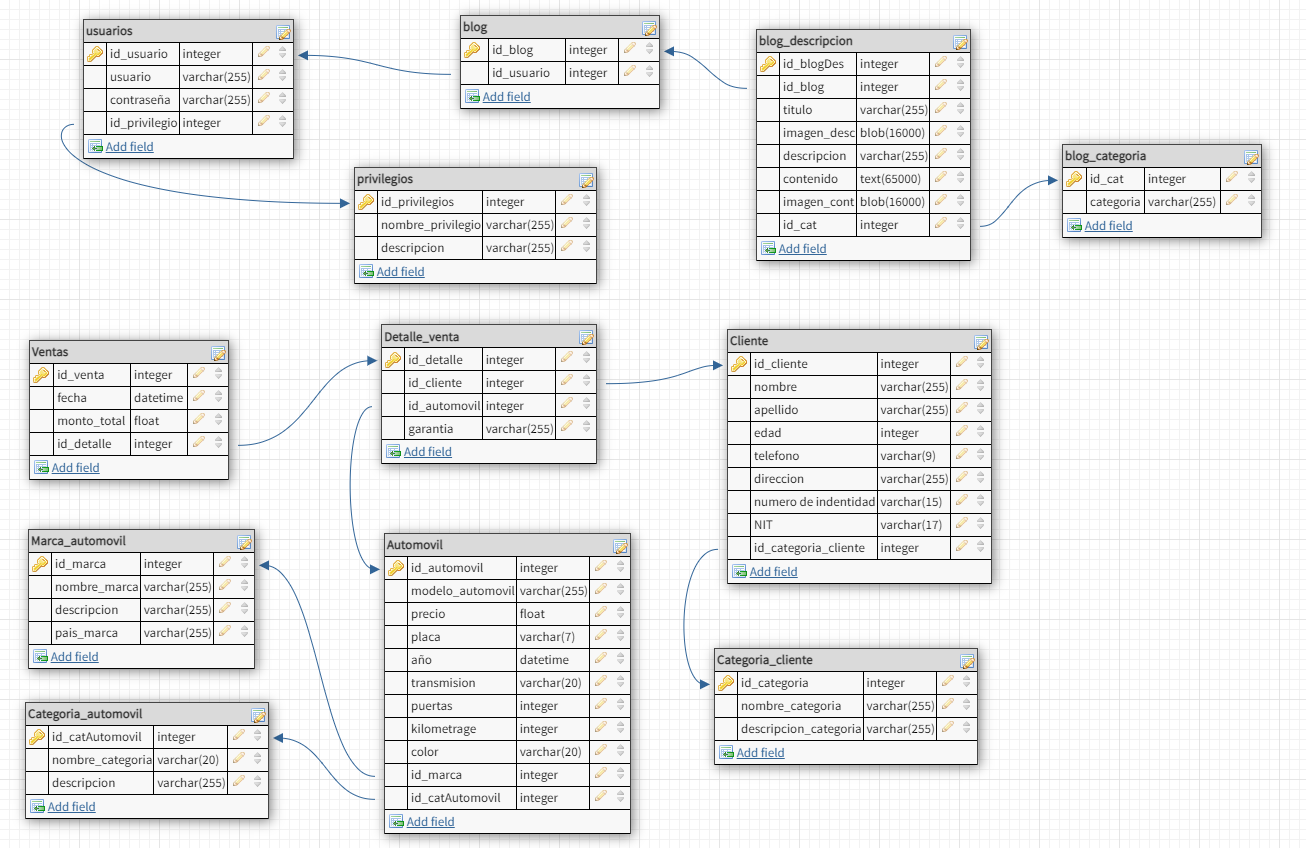 usuarios
id_usuario integer
usuario varchar(255)
contraseña varchar(255)
id_privilegio integer
Add field
blog
id_blog integer
id_usuario integer
Add field
blog_descripcion
id_blogDes integer
id_blog integer
titulo varchar(255)
imagen_desc blob(16000)
descripcion varchar(255)
contenido text(65000)
imagen_cont blob(16000)
id_cat integer
Add field
blog_categoria
id_cat integer
categoria varchar(255)
Add field
privilegios
id_privilegios integer
nombre_privilegio varchar(255)
descripcion varchar(255)
Add field
Ventas
id_venta integer
fecha datetime
monto_total float
id_detalle integer
Add field
Detalle_venta
id_detalle integer
id_cliente integer
id_automovil integer
garantia varchar(255)
Add field
Cliente
id_cliente integer
nombre varchar(255)
apellido varchar(255)
edad integer
telefono varchar(9)
direccion varchar(255)
numero de indentidad varchar(15)
NIT varchar(17)
id_categoria_cliente integer
Add field
Marca_automovil
id_marca integer
nombre_marca varchar(255)
descripcion varchar(255)
pais_marca varchar(255)
Add field
Automovil
id_automovil integer
modelo_automovil varchar(255)
precio float
placa varchar(7)
año datetime
transmision varchar(20)
puertas integer
kilometrage integer
color varchar(20)
id_marca integer
id_catAutomovil integer
Add field
Categoria_cliente
id_categoria integer
nombre_categoria varchar(255)
descripcion_categoria varchar(255)
Add field
Categoria_automovil
id_catAutomovil integer
nombre_categoria varchar(20)
descripcion varchar(255)
Add field